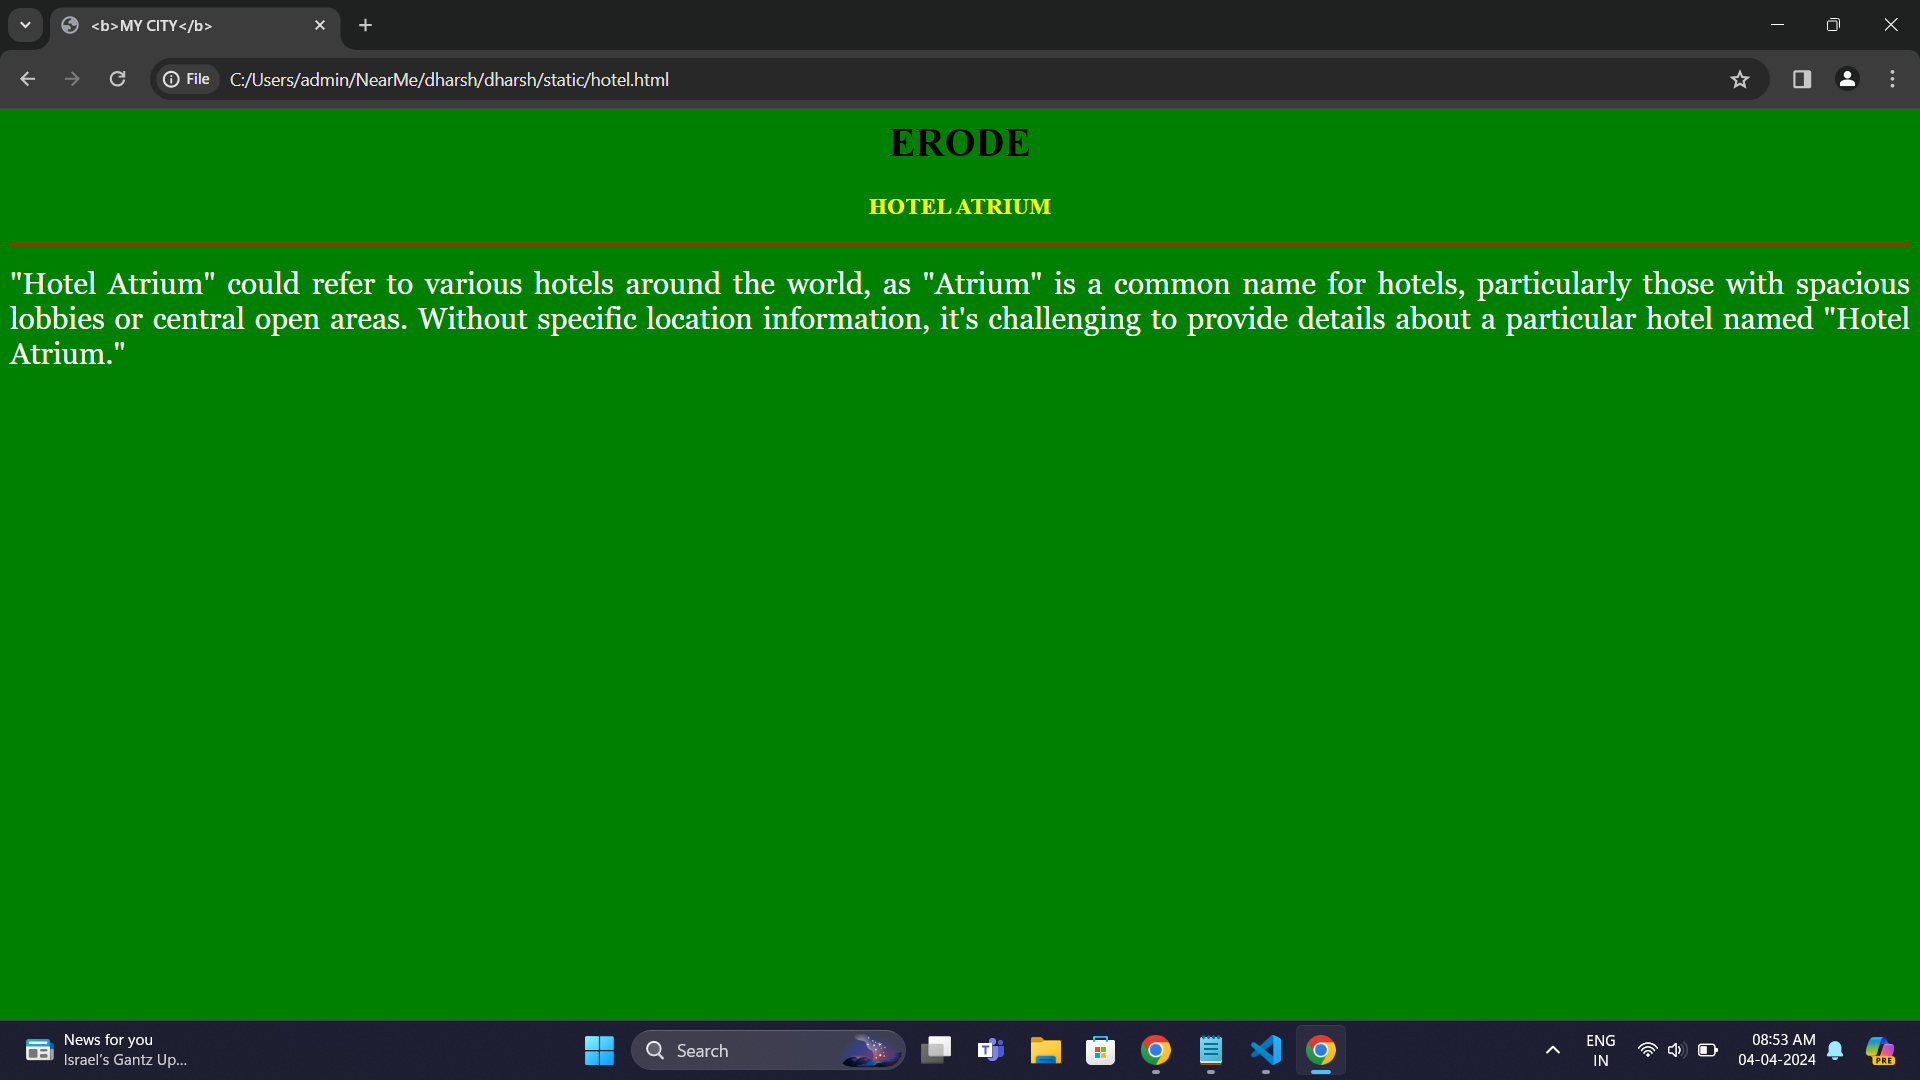 <b>MY CITY</b>
File
C:/Users/admin/NearMe/dharsh/dharsh/static/hotel.html
ERODE
HOTEL ATRIUM
"Hotel Atrium" could refer to various hotels around the world, as "Atrium" is a common name for hotels, particularly those with spacious
lobbies or central open areas. Without specific location information, it's challenging to provide details about a particular hotel named "Hotel
Atrium."
News for you
Israel's Gantz Up...
Search
ENG
IN
08:53 AM
04-04-2024
PRE